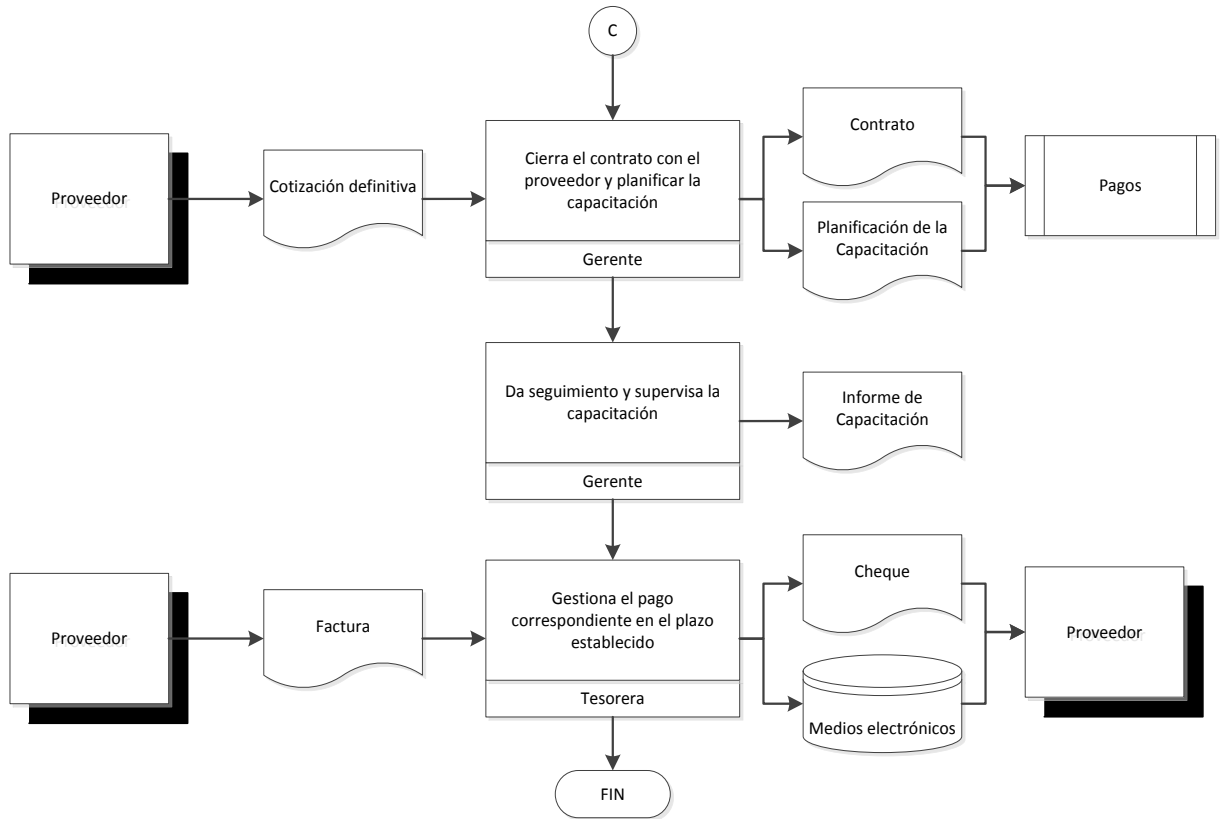 C
Proveedor
Cotización definitiva
Cierra el contrato con el
proveedor y planificar la
capacitación
Gerente
Contrato
Planificación de la
Capacitación
Pagos
Da seguimiento y supervisa la
capacitación
Gerente
Informe de
Capacitación
Proveedor
Factura
Gestiona el pago
correspondiente en el plazo
establecido
Tesorera
Cheque
Medios electrónicos
Proveedor
FIN